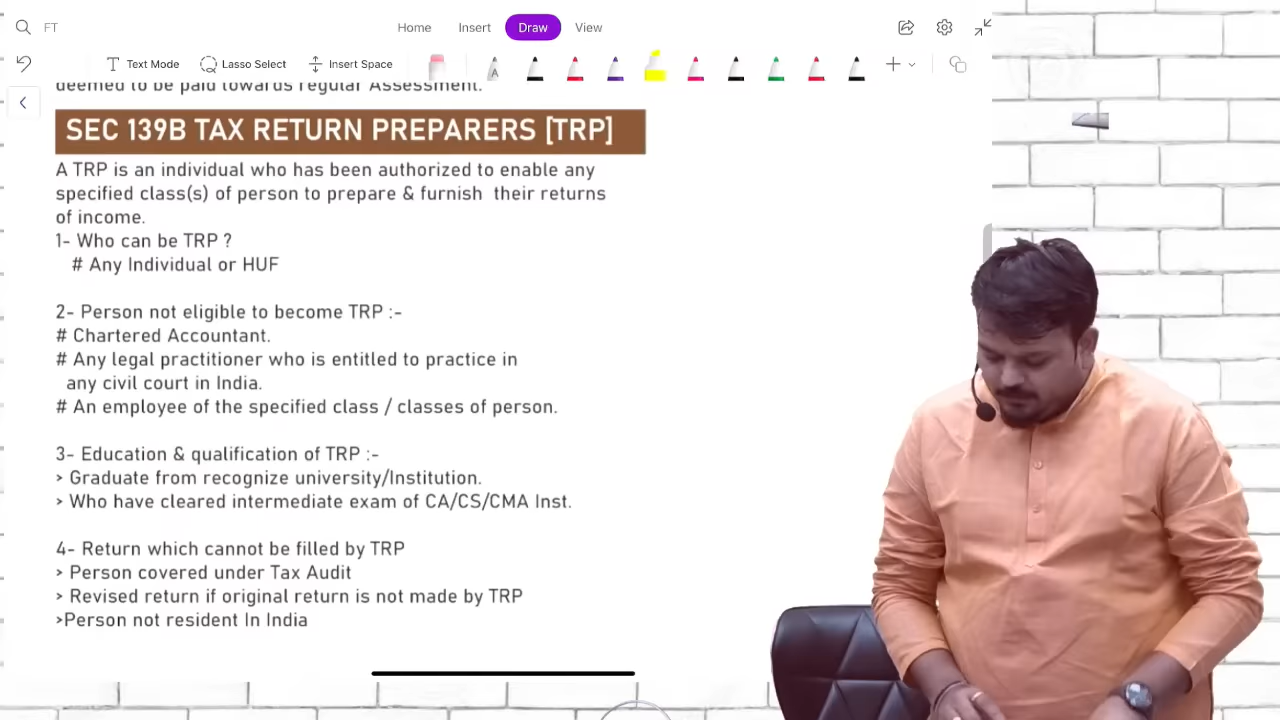 FT
Home
Insert
Draw
View
Text Mode
Lasso Select
Insert Space
A
deemed to be paid towards regular Assessment.
SEC 139B TAX RETURN PREPARERS [TRP]
A TRP is an individual who has been authorized to enable any
specified class(s) of person to prepare & furnish their returns
of income.
1- Who can be TRP ?
# Any Individual or HUF
2- Person not eligible to become TRP :-
# Chartered Accountant.
# Any legal practitioner who is entitled to practice in
any civil court in India.
# An employee of the specified class / classes of person.
3- Education & qualification of TRP :-
> Graduate from recognize university/Institution.
> Who have cleared intermediate exam of CA/CS/CMA Inst.
4- Return which cannot be filled by TRP
> Person covered under Tax Audit
> Revised return if original return is not made by TRP
>Person not resident In India